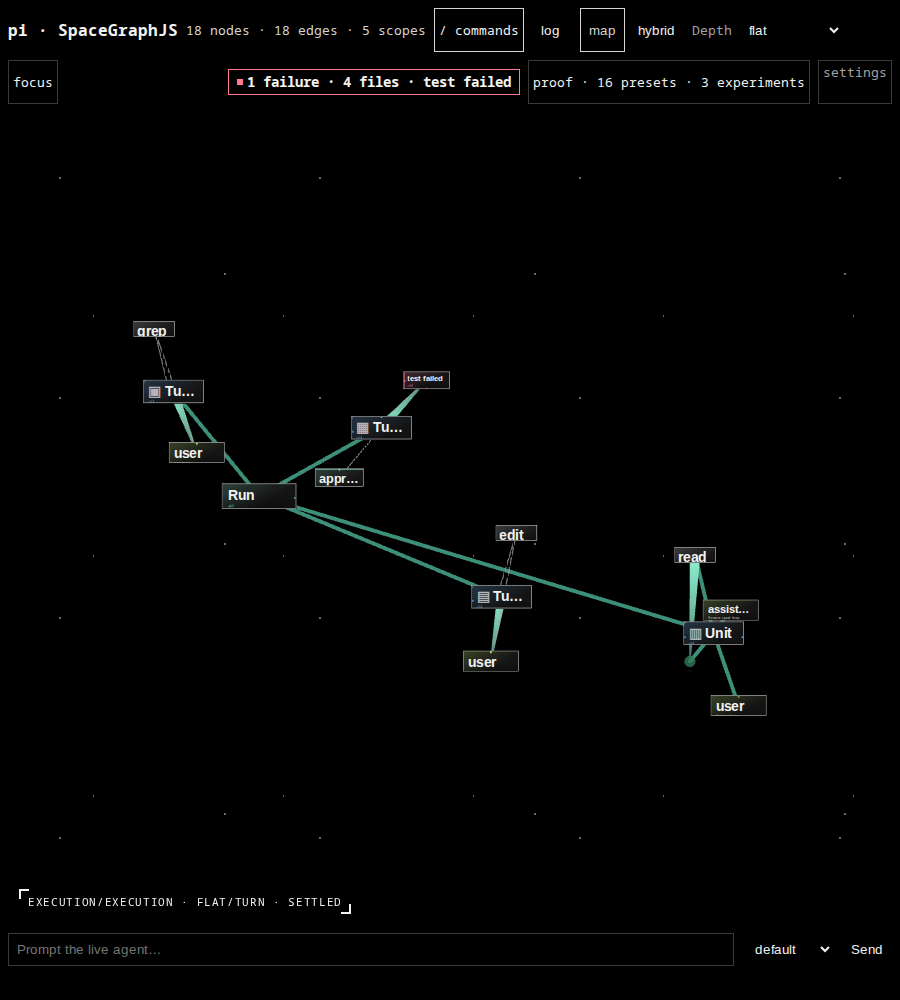 pi · SpaceGraphJS 18 nodes · 18 edges · 5 scopes / commands log map hybrid Depth flat
focus 1 failure · 4 files · test failed proof · 16 presets · 3 experiments settings
grep
test failed
Tu…
Tu…
user
appr…
Run
edit
read
Tu…
assist…
Unit
user
user
EXECUTION/EXECUTION · FLAT/TURN · SETTLED
Prompt the live agent… default Send